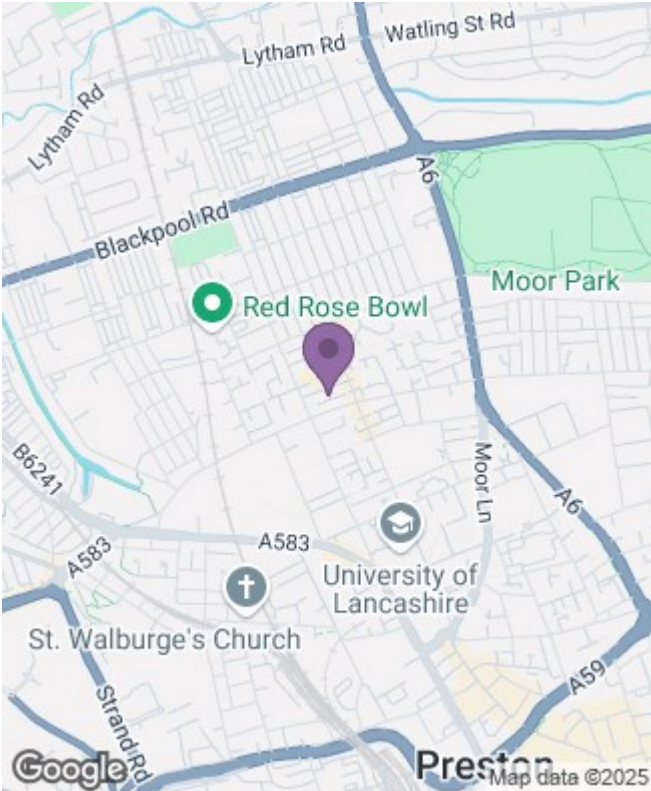 Watling St Rd
Lytham Rd
Lytham Rd
A6
Blackpool Rd
Moor Park
Red Rose Bowl
B6241
Moor Ln
A6
A583
A583
University of
Lancashire
St. Walburge's Church
A59
Strand Rd
Preston
Google
Map data ©2025